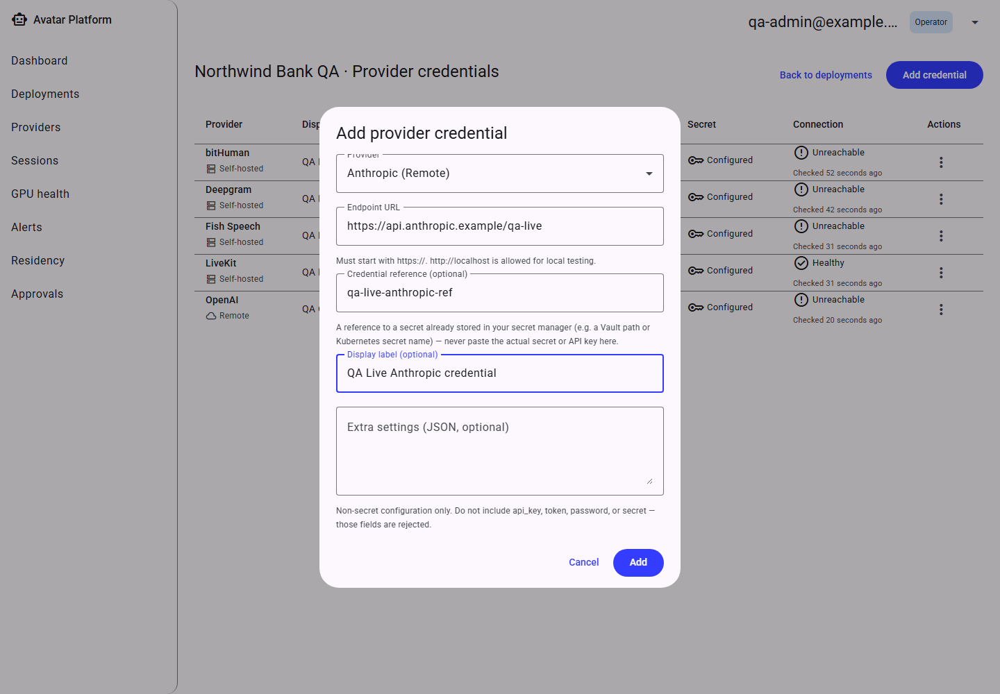 Avatar Platform
qa-admin@example....
Operator
Dashboard
Deployments
Providers
Sessions
GPU health
Alerts
Residency
Approvals
Northwind Bank QA · Provider credentials
Back to deployments
Add credential
Provider
Secret
Connection
Actions
bitHuman
Self-hosted
QA
Configured
Unreachable
Checked 52 seconds ago
Deepgram
Self-hosted
QA
Configured
Unreachable
Checked 42 seconds ago
Fish Speech
Self-hosted
QA
Configured
Unreachable
Checked 31 seconds ago
LiveKit
Self-hosted
QA
Configured
Healthy
Checked 31 seconds ago
OpenAI
Remote
QA
Configured
Unreachable
Checked 20 seconds ago
Add provider credential
Provider
Anthropic (Remote)
Endpoint URL
https://api.anthropic.example/qa-live
Must start with https://. http://localhost is allowed for local testing.
Credential reference (optional)
qa-live-anthropic-ref
A reference to a secret already stored in your secret manager (e.g. a Vault path or
Kubernetes secret name) — never paste the actual secret or API key here.
Display label (optional)
QA Live Anthropic credential
Extra settings (JSON, optional)
Non-secret configuration only. Do not include api_key, token, password, or secret —
those fields are rejected.
Cancel
Add